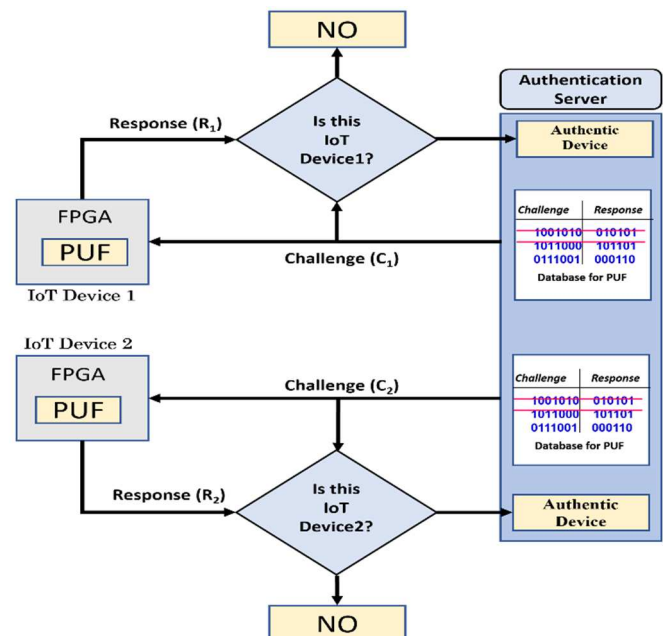 NO
Authentication
Server
Response (R₁)
Is this
IoT
Device1?
Authentic
Device
FPGA
PUF
IoT Device 1
Challenge (C₁)
Challenge Response
1001010 010101
1011000 101101
0111001 000110
Database for PUF
IoT Device 2
FPGA
PUF
Challenge (C₂)
Challenge Response
1001010 010101
1011000 101101
0111001 000110
Database for PUF
Response (R₂)
Is this
IoT
Device2?
Authentic
Device
NO